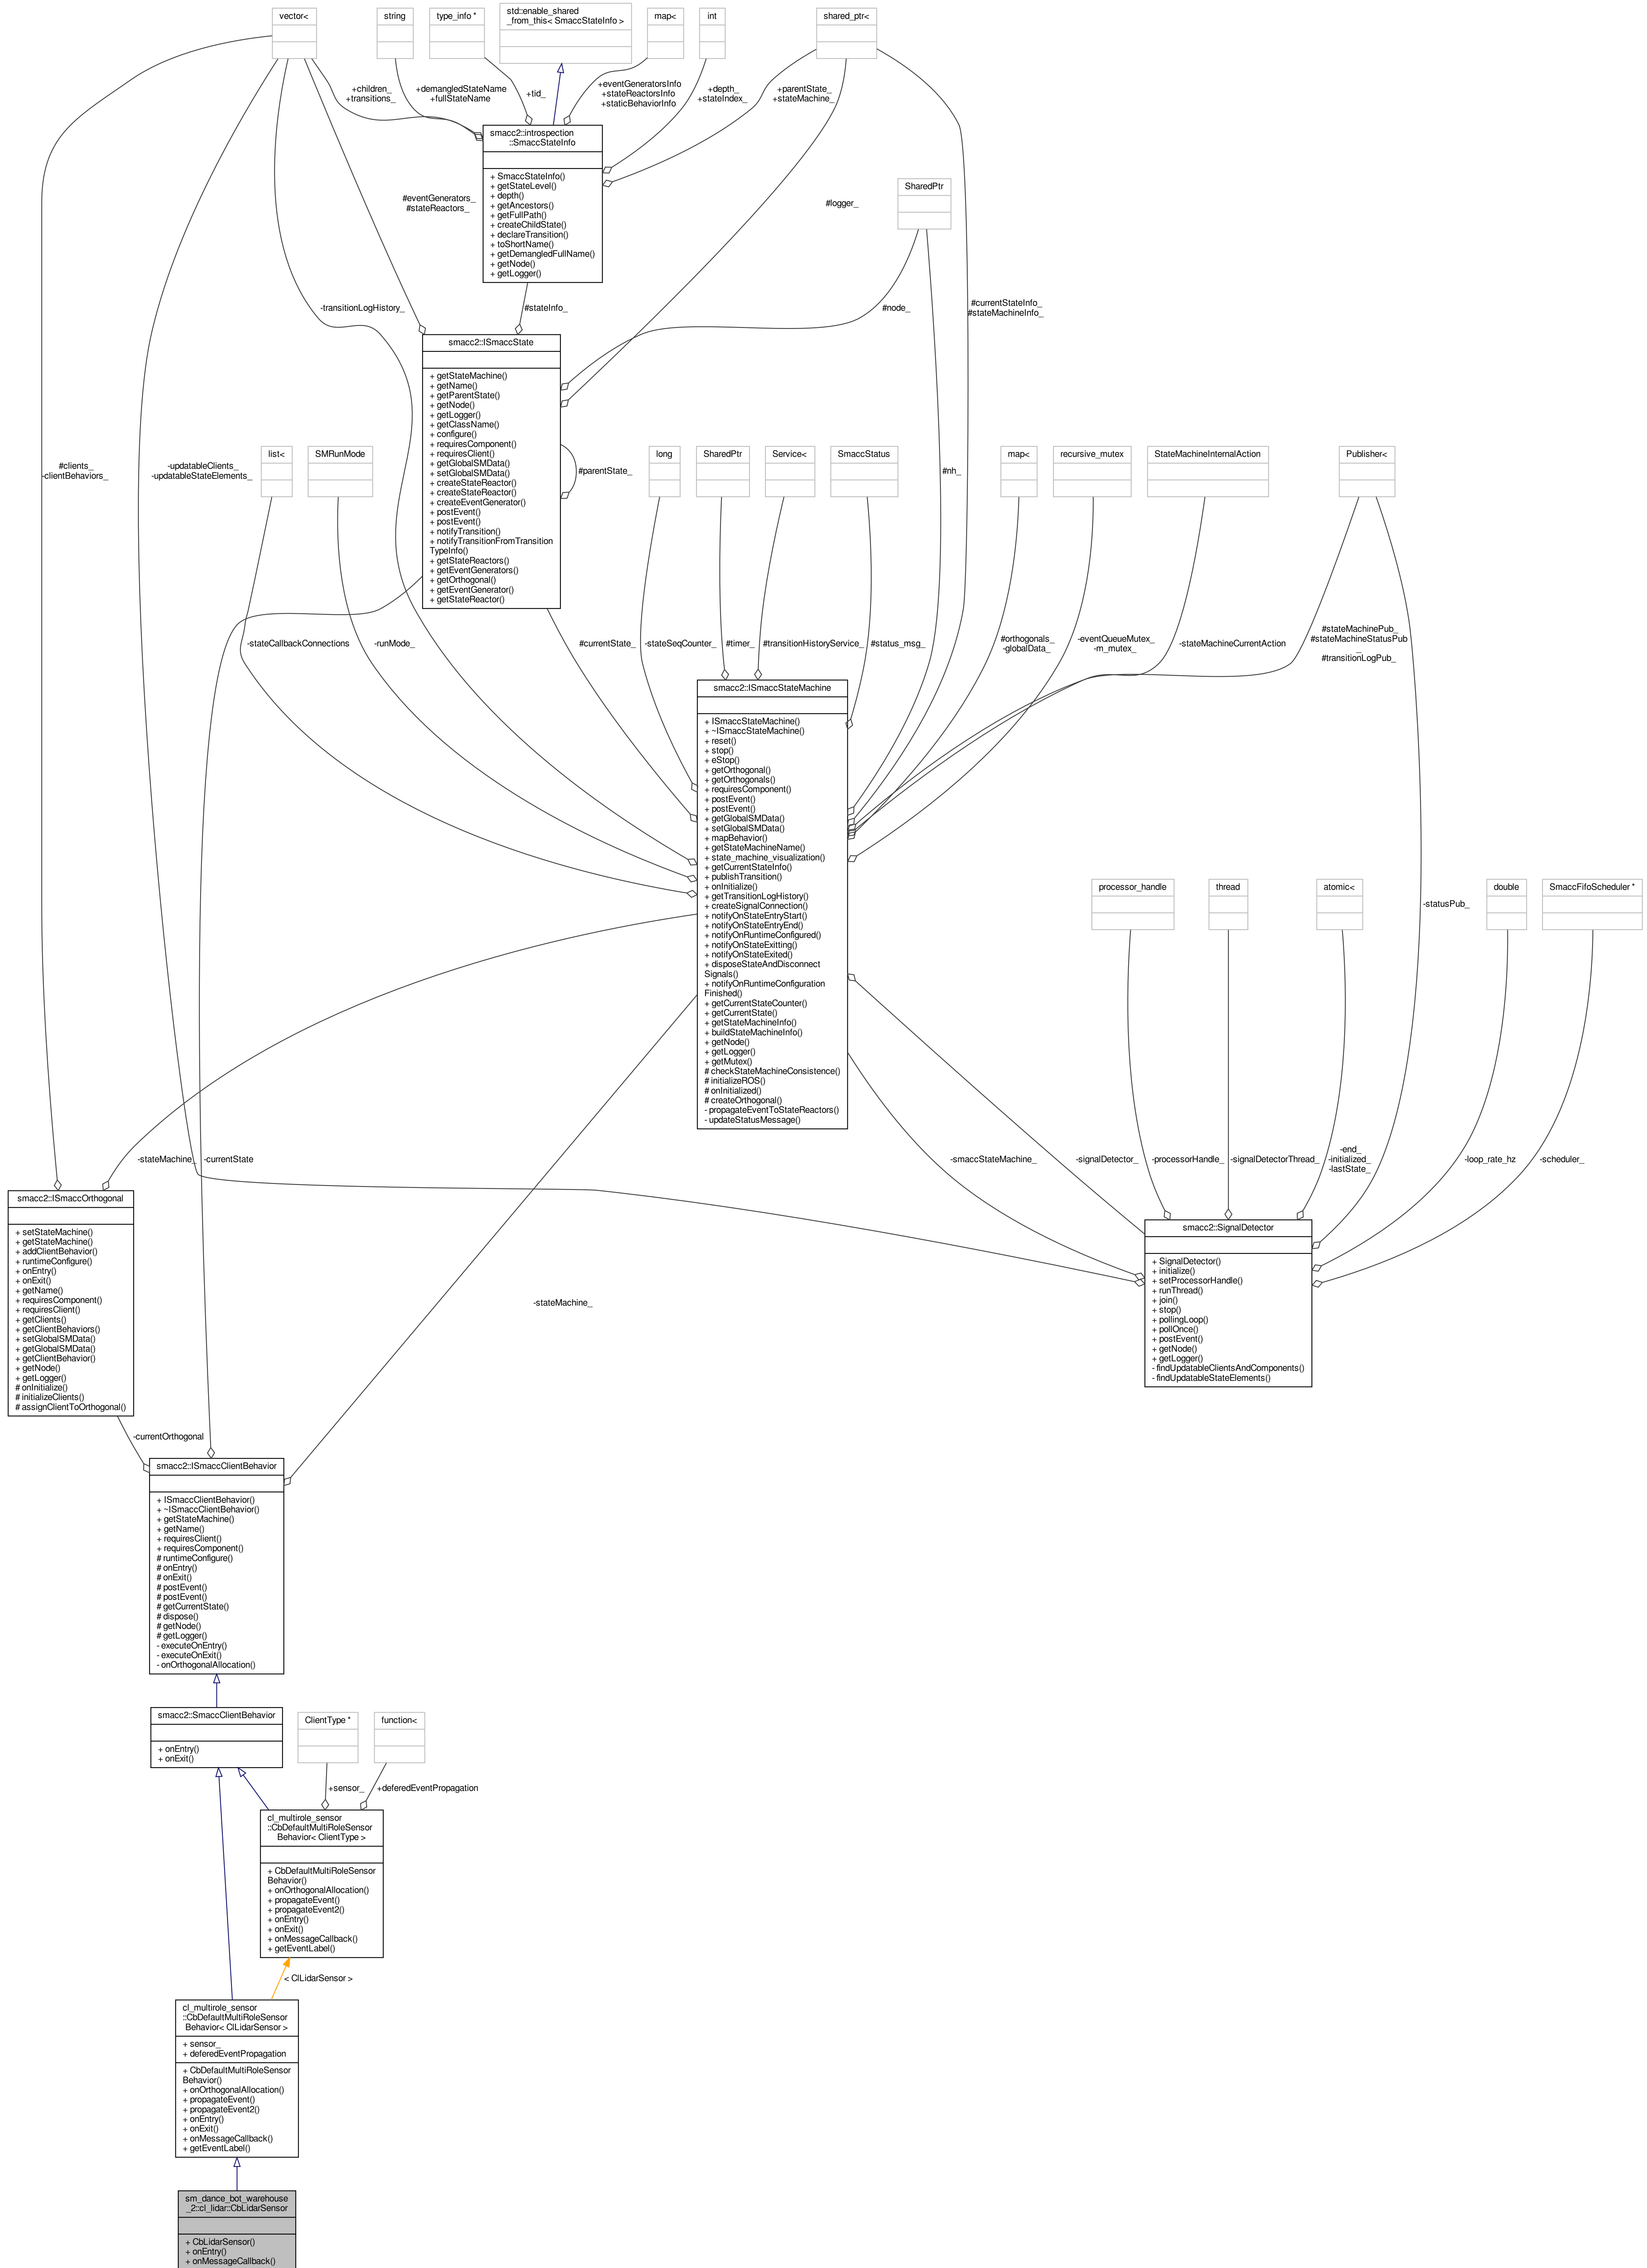 vector<
string
type_info *
std::enable_shared
_from_this< SmaccStateInfo >
map<
int
shared_ptr<
+children_
+transitions_
+demangledStateName
+fullStateName
+tid_
+eventGeneratorsInfo
+stateReactorsInfo
+staticBehaviorInfo
+depth_
+stateIndex_
+parentState_
+stateMachine_
smacc2::introspection
::SmaccStateInfo
+ SmaccStateInfo()
+ getStateLevel()
+ depth()
+ getAncestors()
+ getFullPath()
+ createChildState()
+ declareTransition()
+ toShortName()
+ getDemangledFullName()
+ getNode()
+ getLogger()
#eventGenerators_
#stateReactors_
#logger_
SharedPtr
-transitionLogHistory_
#stateInfo_
#node_
#currentStateInfo_
#stateMachineInfo_
smacc2::ISmaccState
+ getStateMachine()
+ getName()
+ getParentState()
+ getNode()
+ getLogger()
+ getClassName()
+ configure()
+ requiresComponent()
+ requiresClient()
+ getGlobalSMData()
+ setGlobalSMData()
+ createStateReactor()
+ createStateReactor()
+ createEventGenerator()
+ postEvent()
+ postEvent()
+ notifyTransition()
+ notifyTransitionFromTransition
TypeInfo()
+ getStateReactors()
+ getEventGenerators()
+ getOrthogonal()
+ getEventGenerator()
+ getStateReactor()
#clients_
-clientBehaviors_
-updatableClients_
-updatableStateElements_
list<
SMRunMode
#parentState_
long
SharedPtr
Service<
SmaccStatus
#nh_
map<
recursive_mutex
StateMachineInternalAction
Publisher<
-stateCallbackConnections
-runMode_
#currentState_
-stateSeqCounter_
#timer_
#transitionHistoryService_
#status_msg_
#orthogonals_
-globalData_
-eventQueueMutex_
-m_mutex_
-stateMachineCurrentAction
#stateMachinePub_
#stateMachineStatusPub
_
#transitionLogPub_
smacc2::ISmaccStateMachine
+ ISmaccStateMachine()
+ ~ISmaccStateMachine()
+ reset()
+ stop()
+ eStop()
+ getOrthogonal()
+ getOrthogonals()
+ requiresComponent()
+ postEvent()
+ postEvent()
+ getGlobalSMData()
+ setGlobalSMData()
+ mapBehavior()
+ getStateMachineName()
+ state_machine_visualization()
+ getCurrentStateInfo()
+ publishTransition()
+ onInitialize()
+ getTransitionLogHistory()
+ createSignalConnection()
+ notifyOnStateEntryStart()
+ notifyOnStateEntryEnd()
+ notifyOnRuntimeConfigured()
+ notifyOnStateExitting()
+ notifyOnStateExited()
+ disposeStateAndDisconnect
Signals()
+ notifyOnRuntimeConfiguration
Finished()
+ getCurrentStateCounter()
+ getCurrentState()
+ getStateMachineInfo()
+ buildStateMachineInfo()
+ getNode()
+ getLogger()
+ getMutex()
# checkStateMachineConsistence()
# initializeROS()
# onInitialized()
# createOrthogonal()
- propagateEventToStateReactors()
- updateStatusMessage()
processor_handle
thread
atomic<
-statusPub_
double
SmaccFifoScheduler *
-stateMachine_
-currentState
-smaccStateMachine_
-signalDetector_
-processorHandle_
-signalDetectorThread_
-end_
-initialized_
-lastState_
-loop_rate_hz
-scheduler_
smacc2::ISmaccOrthogonal
+ setStateMachine()
+ getStateMachine()
+ addClientBehavior()
+ runtimeConfigure()
+ onEntry()
+ onExit()
+ getName()
+ requiresComponent()
+ requiresClient()
+ getClients()
+ getClientBehaviors()
+ setGlobalSMData()
+ getGlobalSMData()
+ getClientBehavior()
+ getNode()
+ getLogger()
# onInitialize()
# initializeClients()
# assignClientToOrthogonal()
smacc2::SignalDetector
+ SignalDetector()
+ initialize()
+ setProcessorHandle()
+ runThread()
+ join()
+ stop()
+ pollingLoop()
+ pollOnce()
+ postEvent()
+ getNode()
+ getLogger()
- findUpdatableClientsAndComponents()
- findUpdatableStateElements()
-stateMachine_
-currentOrthogonal
smacc2::ISmaccClientBehavior
+ ISmaccClientBehavior()
+ ~ISmaccClientBehavior()
+ getStateMachine()
+ getName()
+ requiresClient()
+ requiresComponent()
# runtimeConfigure()
# onEntry()
# onExit()
# postEvent()
# postEvent()
# getCurrentState()
# dispose()
# getNode()
# getLogger()
- executeOnEntry()
- executeOnExit()
- onOrthogonalAllocation()
smacc2::SmaccClientBehavior
+ onEntry()
+ onExit()
ClientType *
function<
+sensor_
+deferedEventPropagation
cl_multirole_sensor
::CbDefaultMultiRoleSensor
Behavior< ClientType >
+ CbDefaultMultiRoleSensor
Behavior()
+ onOrthogonalAllocation()
+ propagateEvent()
+ propagateEvent2()
+ onEntry()
+ onExit()
+ onMessageCallback()
+ getEventLabel()
< ClLidarSensor >
cl_multirole_sensor
::CbDefaultMultiRoleSensor
Behavior< ClLidarSensor >
+ sensor_
+ deferedEventPropagation
+ CbDefaultMultiRoleSensor
Behavior()
+ onOrthogonalAllocation()
+ propagateEvent()
+ propagateEvent2()
+ onEntry()
+ onExit()
+ onMessageCallback()
+ getEventLabel()
sm_dance_bot_warehouse
_2::cl_lidar::CbLidarSensor
+ CbLidarSensor()
+ onEntry()
+ onMessageCallback()